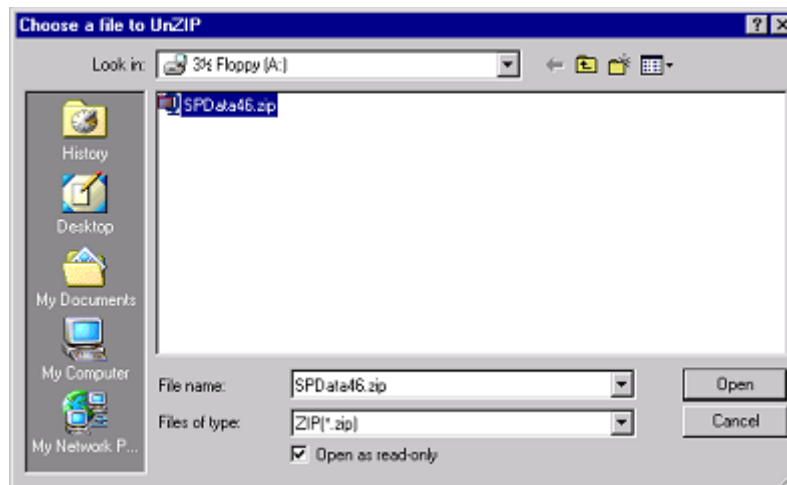 Choose a file to UnZIP
Look in: 3½ Floppy (A:)
SPData46.zip
History
Desktop
My Documents
My Computer
My Network P...
File name: SPData46.zip Open
Files of type: ZIP(*.zip) Cancel
Open as read-only